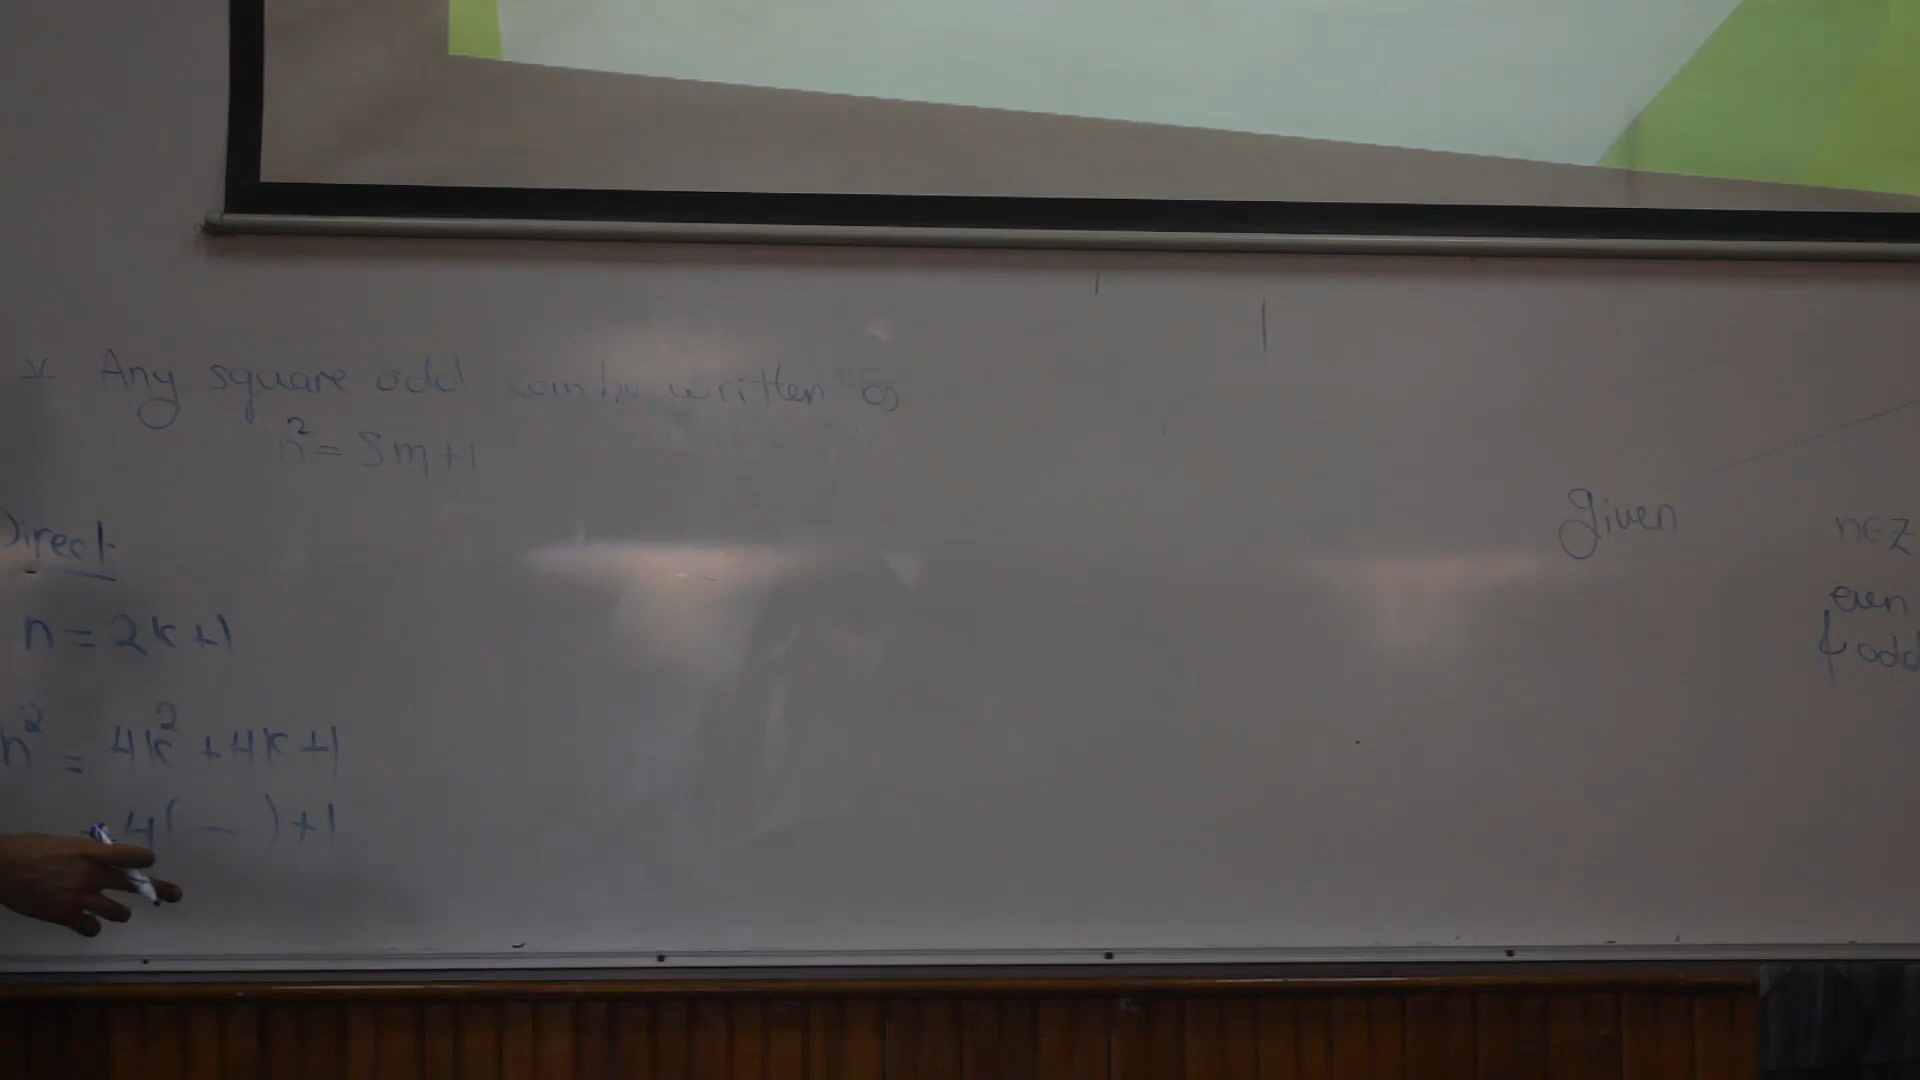 * Any square odd can be written as
n² = 5m+1
Direct
n = 2k+1
n² = 4k² + 4k + 1
= 4( — ) + 1
given
n∈Z
even
& odd